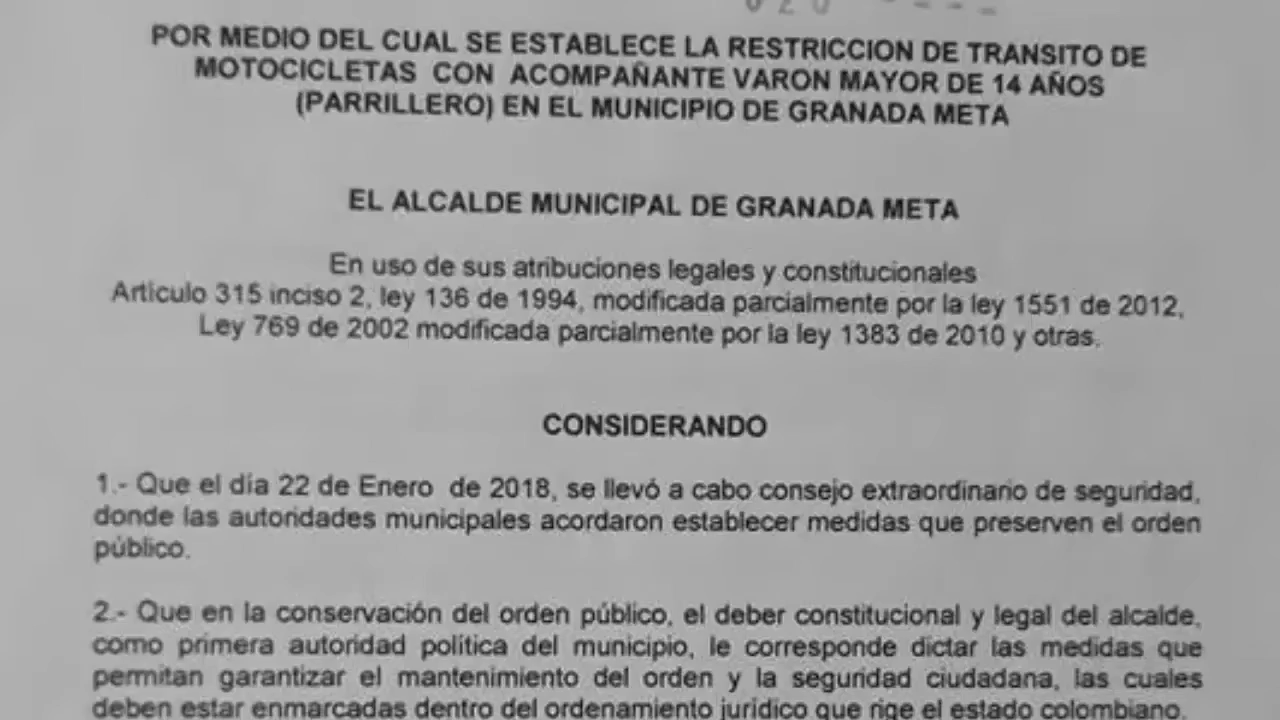 POR MEDIO DEL CUAL SE ESTABLECE LA RESTRICCION DE TRANSITO DE
MOTOCICLETAS CON ACOMPAÑANTE VARON MAYOR DE 14 AÑOS
(PARRILLERO) EN EL MUNICIPIO DE GRANADA META
EL ALCALDE MUNICIPAL DE GRANADA META
En uso de sus atribuciones legales y constitucionales
Artículo 315 inciso 2, ley 136 de 1994, modificada parcialmente por la ley 1551 de 2012,
Ley 769 de 2002 modificada parcialmente por la ley 1383 de 2010 y otras.
CONSIDERANDO
1.- Que el día 22 de Enero de 2018, se llevó a cabo consejo extraordinario de seguridad,
donde las autoridades municipales acordaron establecer medidas que preserven el orden
público.
2.- Que en la conservación del orden público, el deber constitucional y legal del alcalde,
como primera autoridad política del municipio, le corresponde dictar las medidas que
permitan garantizar el mantenimiento del orden y la seguridad ciudadana, las cuales
deben estar enmarcadas dentro del ordenamiento jurídico que rige el estado colombiano.